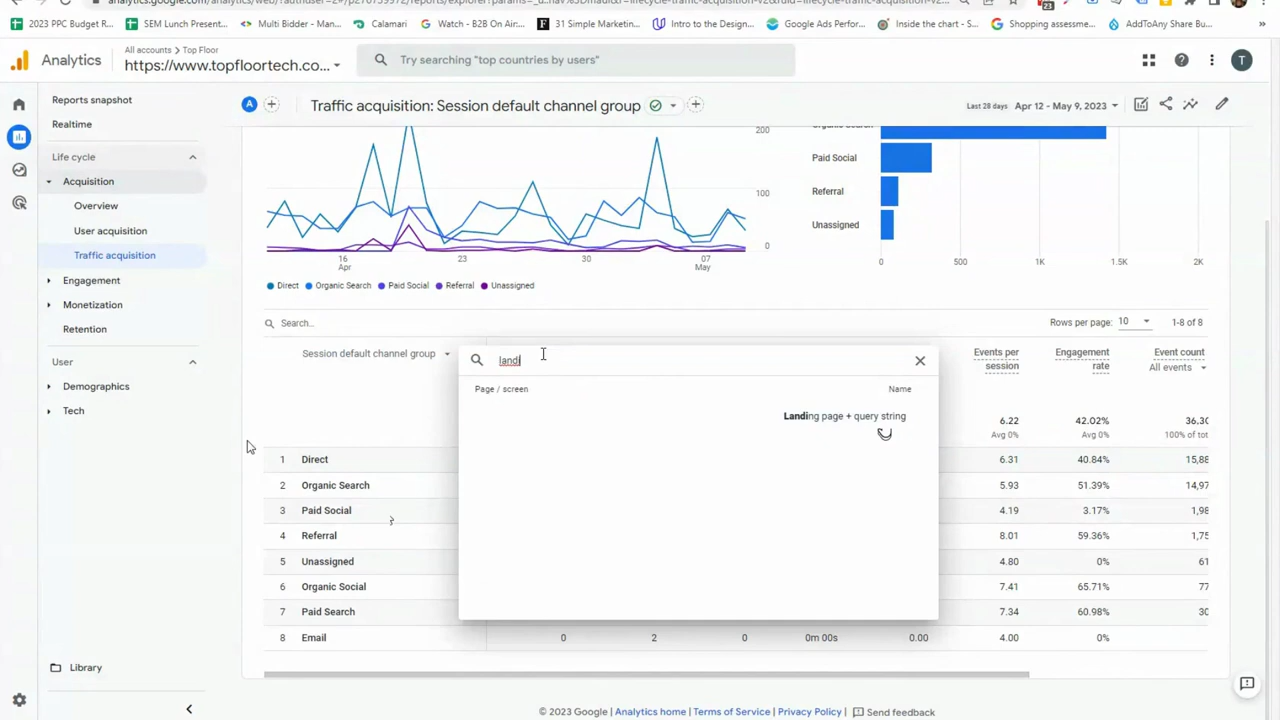 2023 PPC Budget R...
SEM Lunch Present...
Multi Bidder - Man...
Calamari
Watch - B2B On Air...
31 Simple Marketin...
Intro to the Design...
Google Ads Perfor...
Inside the chart - S...
Shopping assessme...
AddToAny Share Bu...
»
Analytics
All accounts > Top Floor
https://www.topfloortech.co...
Try searching "top countries by users"
T
Reports snapshot
Realtime
Life cycle
Acquisition
Overview
User acquisition
Traffic acquisition
Engagement
Monetization
Retention
User
Demographics
Tech
Library
A
Traffic acquisition: Session default channel group
Last 28 days Apr 12 - May 9, 2023
200
100
0
16
Apr
23
30
07
May
Direct
Organic Search
Paid Social
Referral
Unassigned
Organic Search
Paid Social
Referral
Unassigned
0
500
1K
1.5K
2K
Search...
Rows per page: 10
1-8 of 8
Session default channel group
Events per
session
Engagement
rate
Event count
All events
6.22
Avg 0%
42.02%
Avg 0%
36,30
100% of tot
1 Direct 6.31 40.84% 15,88
2 Organic Search 5.93 51.39% 14,97
3 Paid Social 4.19 3.17% 1,98
4 Referral 8.01 59.36% 1,75
5 Unassigned 4.80 0% 61
6 Organic Social 7.41 65.71% 77
7 Paid Search 7.34 60.98% 30
8 Email 0 2 0 0m 00s 0.00 4.00 0%
landi
Page / screen
Name
Landing page + query string
© 2023 Google | Analytics home | Terms of Service | Privacy Policy | Send feedback